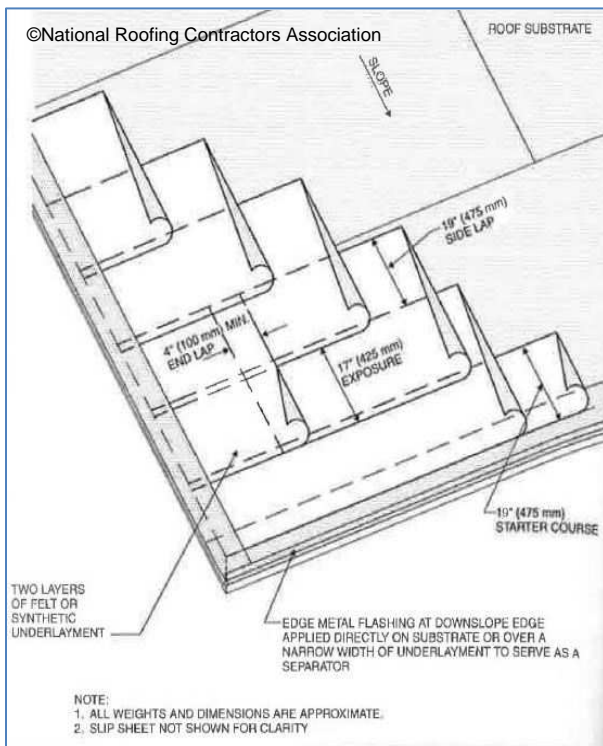 ©National Roofing Contractors Association
ROOF SUBSTRATE
SLOPE
19" (475 mm)
SIDE LAP
4" (100 mm) MIN.
END LAP
17" (425 mm)
EXPOSURE
19" (475 mm)
STARTER COURSE
TWO LAYERS
OF FELT OR
SYNTHETIC
UNDERLAYMENT
EDGE METAL FLASHING AT DOWNSLOPE EDGE
APPLIED DIRECTLY ON SUBSTRATE OR OVER A
NARROW WIDTH OF UNDERLAYMENT TO SERVE AS A
SEPARATOR
NOTE:
1. ALL WEIGHTS AND DIMENSIONS ARE APPROXIMATE.
2. SLIP SHEET NOT SHOWN FOR CLARITY